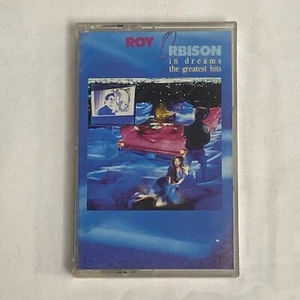 ROY ORBISON
in dreams
the greatest hits